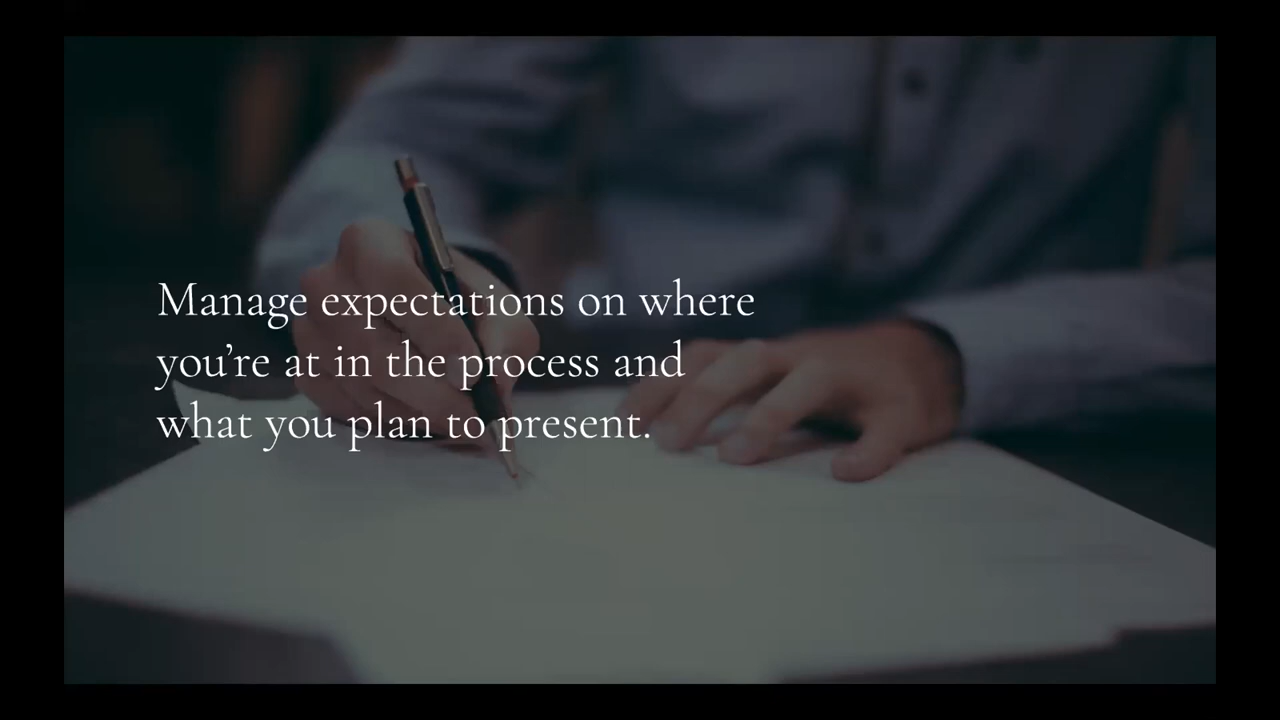 Manage expectations on where
you’re at in the process and
what you plan to present.